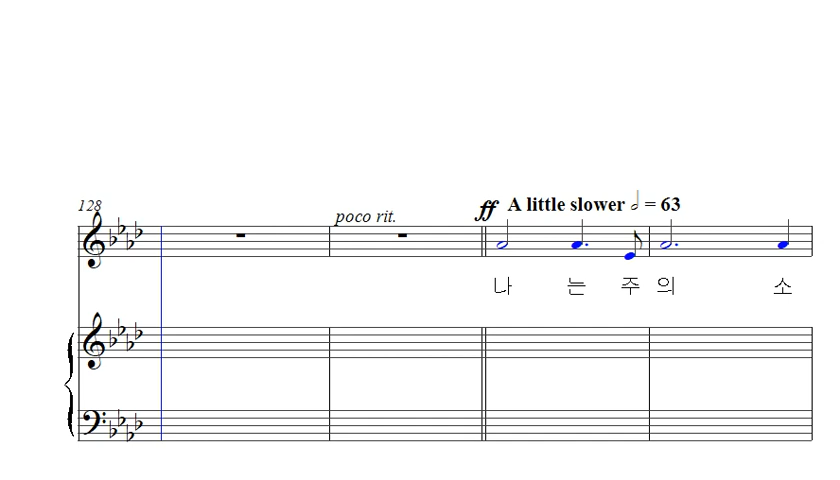 128
poco rit.
ff A little slower 𝅗𝅥 = 63
나 는 주 의 소